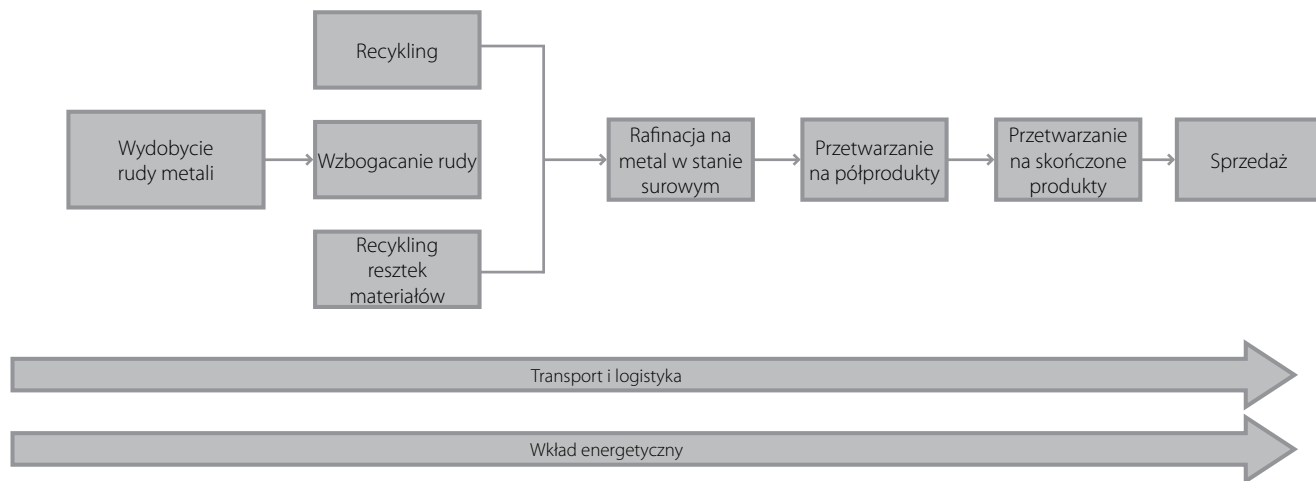 Recykling
Wydobycie
rudy metali
Wzbogacanie rudy
Recykling
resztek
materiałów
Rafinacja na
metal w stanie
surowym
Przetwarzanie
na półprodukty
Przetwarzanie
na skończone
produkty
Sprzedaż
Transport i logistyka
Wkład energetyczny